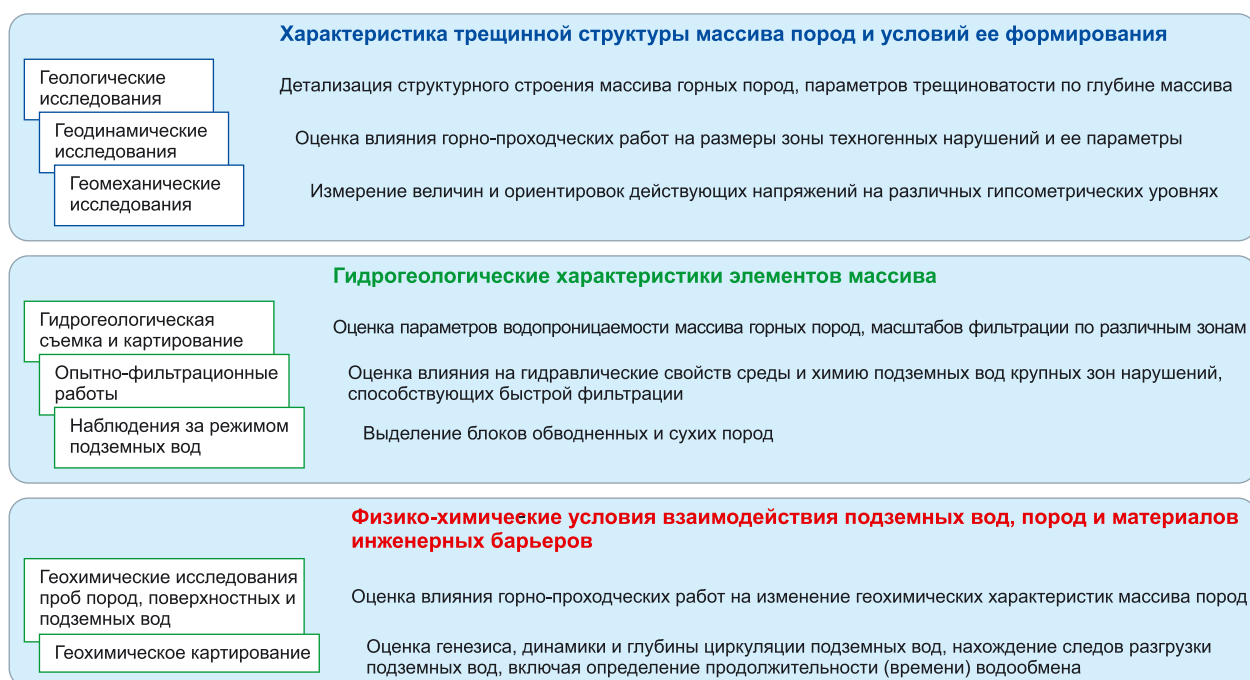 Характеристика трещинной структуры массива пород и условий ее формирования
Геологические
исследования
Детализация структурного строения массива горных пород, параметров трещиноватости по глубине массива
Геодинамические
исследования
Оценка влияния горно-проходческих работ на размеры зоны техногенных нарушений и ее параметры
Геомеханические
исследования
Измерение величин и ориентировок действующих напряжений на различных гипсометрических уровнях
Гидрогеологические характеристики элементов массива
Гидрогеологическая
съемка и картирование
Оценка параметров водопроницаемости массива горных пород, масштабов фильтрации по различным зонам
Опытно-фильтрационные
работы
Оценка влияния на гидравлические свойств среды и химию подземных вод крупных зон нарушений,
способствующих быстрой фильтрации
Наблюдения за режимом
подземных вод
Выделение блоков обводненных и сухих пород
Физико-химические условия взаимодействия подземных вод, пород и материалов
инженерных барьеров
Геохимические исследования
проб пород, поверхностных и
подземных вод
Оценка влияния горно-проходческих работ на изменение геохимических характеристик массива пород
Геохимическое картирование
Оценка генезиса, динамики и глубины циркуляции подземных вод, нахождение следов разгрузки
подземных вод, включая определение продолжительности (времени) водообмена